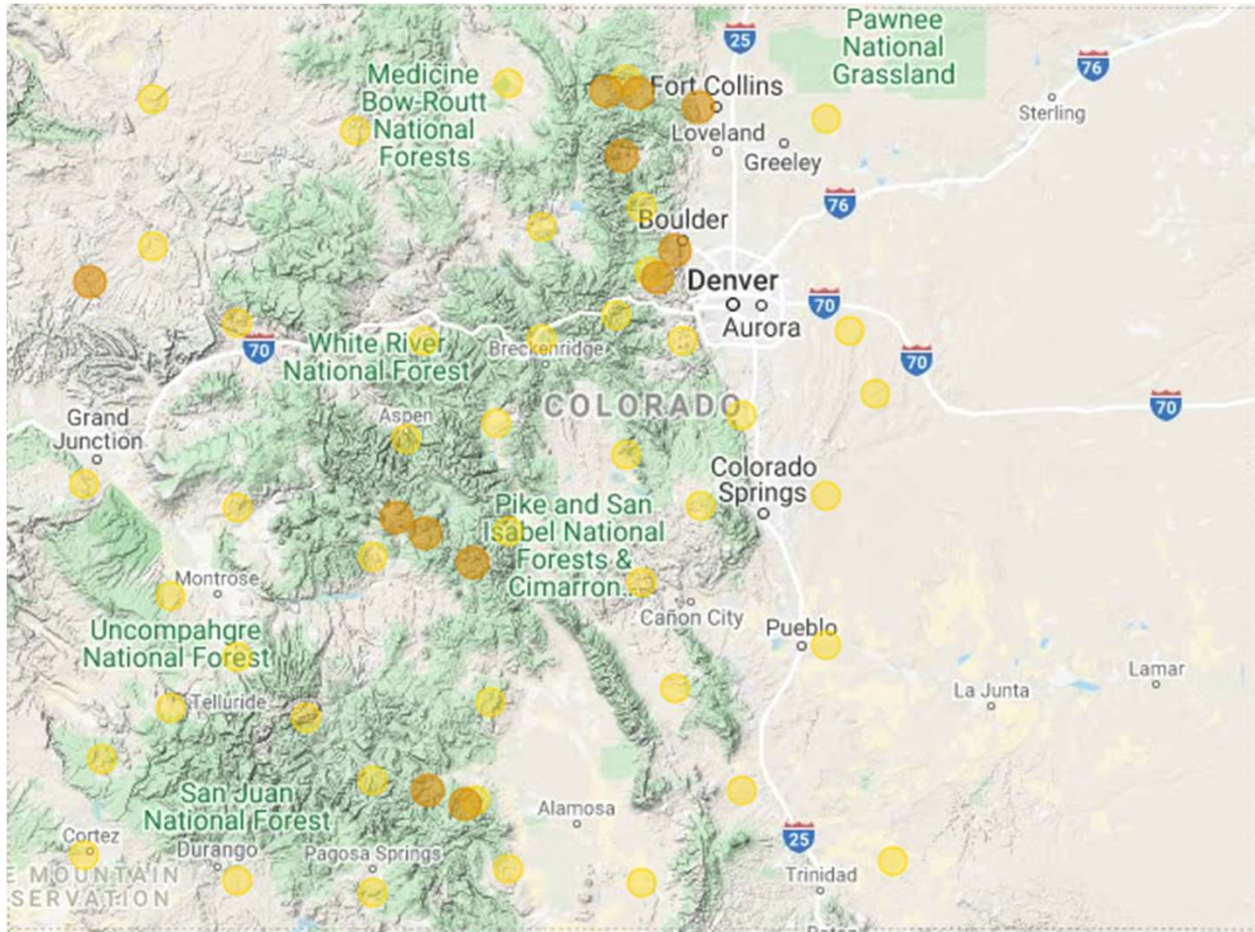 25
Pawnee
National
Grassland
76
Medicine
Bow-Routt
National
Forests
Fort Collins
Sterling
Loveland
Greeley
76
Boulder
Denver
70
Aurora
70
White River
National Forest
Breckenridge
70
70
COLORADO
Aspen
Grand
Junction
Colorado
Springs
Pike and San
Isabel National
Forests &
Cimarron...
Montrose
Cañon City
Pueblo
Uncompahgre
National Forest
Lamar
La Junta
Telluride
San Juan
National Forest
Alamosa
25
Cortez
Durango
Pagosa Springs
Trinidad
E MOUNTAIN
SERVATION